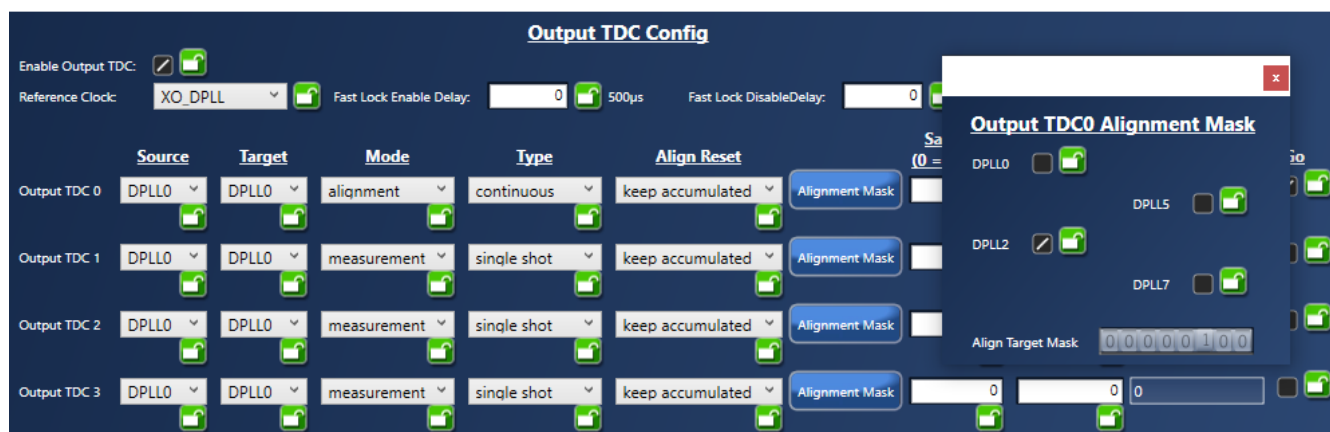 Output TDC Config
Enable Output TDC:
Reference Clock: XO_DPLL Fast Lock Enable Delay: 0 500µs Fast Lock DisableDelay: 0
Source Target Mode Type Align Reset
(0 =
Output TDC 0 DPLL0 DPLL0 alignment continuous keep accumulated Alignment Mask
Output TDC 1 DPLL0 DPLL0 measurement single shot keep accumulated Alignment Mask
Output TDC 2 DPLL0 DPLL0 measurement single shot keep accumulated Alignment Mask
Output TDC 3 DPLL0 DPLL0 measurement single shot keep accumulated Alignment Mask 0 0 0
x
Output TDC0 Alignment Mask
DPLL0
DPLL5
DPLL2
DPLL7
Align Target Mask 0 0 0 0 0 1 0 0